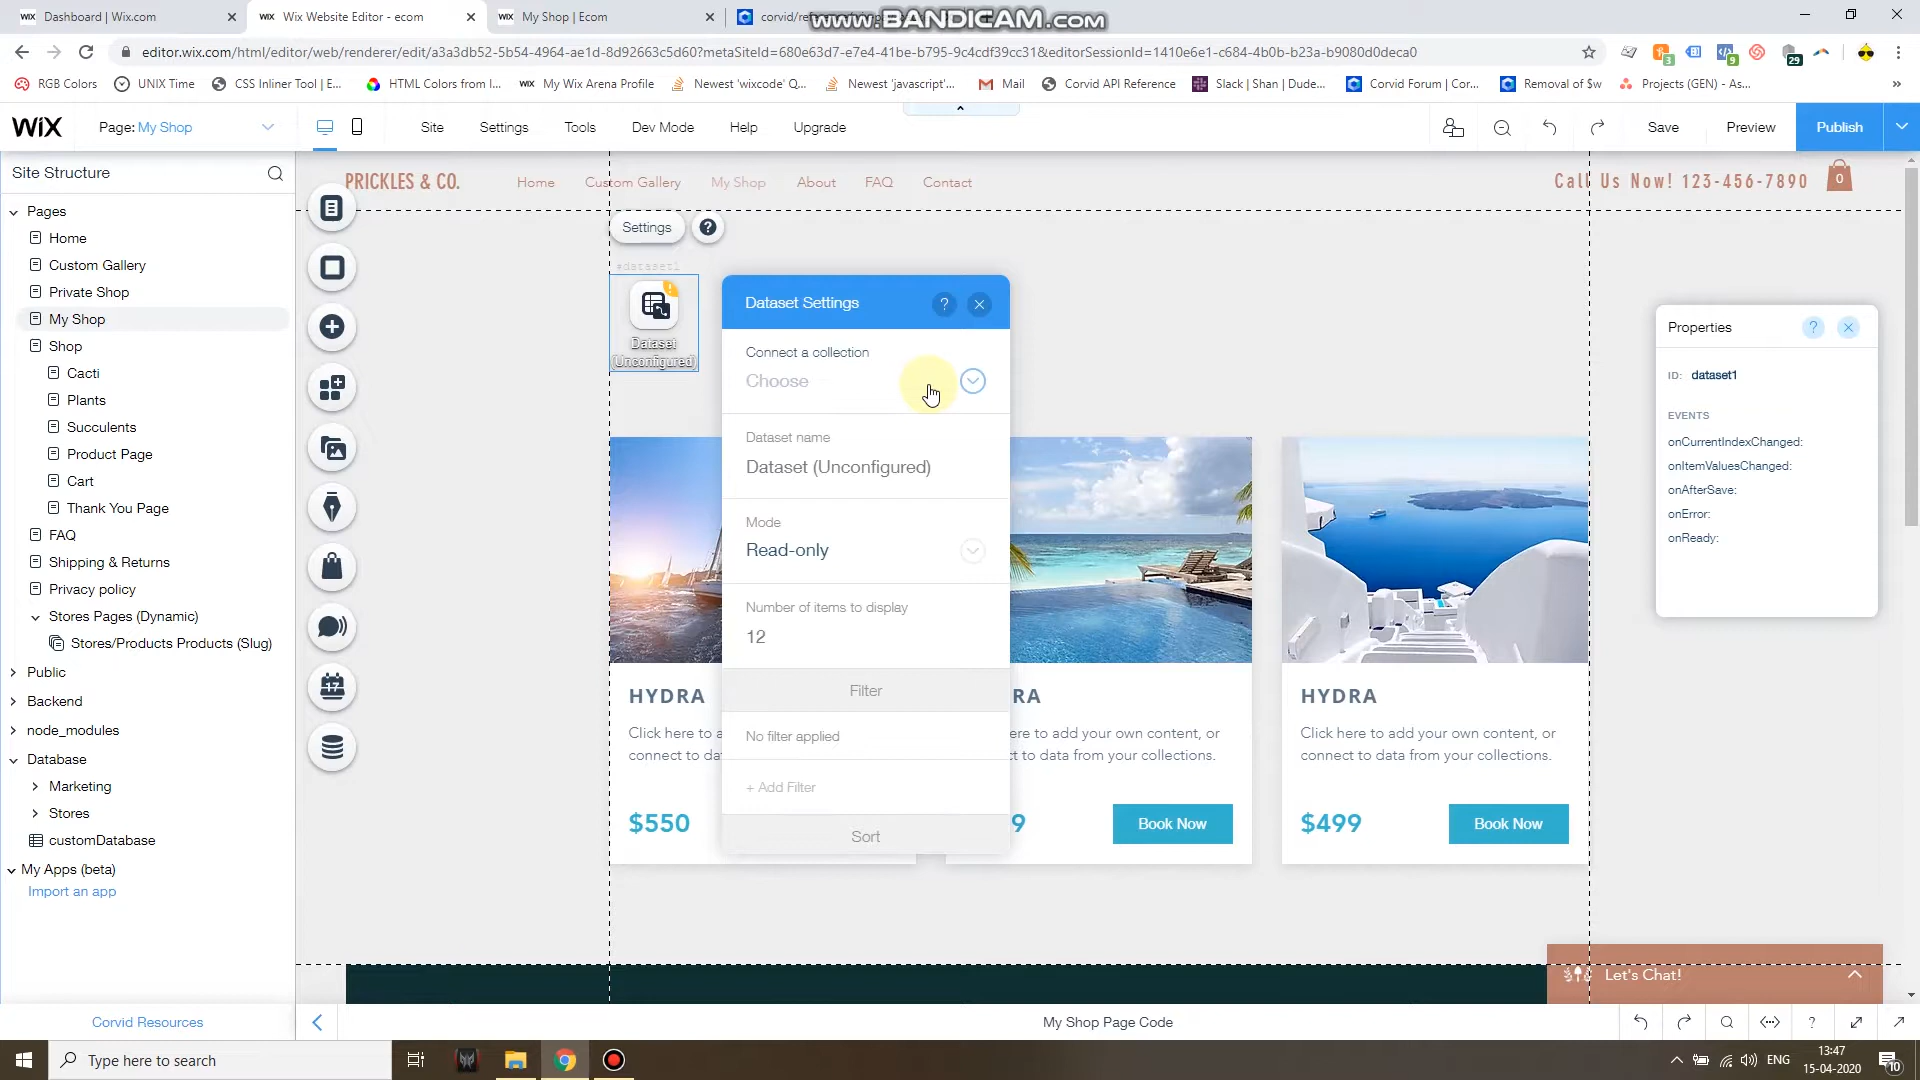 Dashboard | Wix.com
Wix Website Editor - ecom
My Shop | Ecom
www.BANDICAM.com
editor.wix.com/html/editor/web/renderer/edit/a3a3db52-5b54-4964-ae1d-8d92663c5d60?metaSiteId=680e63d7-e7e4-41be-b795-9c4cdf39cc31&editorSessionId=1410e6e1-c684-4b0b-b23a-b9080d0deca0
3
9
29
RGB Colors
UNIX Time
CSS Inliner Tool | E...
HTML Colors from I...
My Wix Arena Profile
Newest 'wixcode' Q...
Newest 'javascript'...
Mail
Corvid API Reference
Slack | Shan | Dude...
Corvid Forum | Cor...
Removal of $w
Projects (GEN) - As...
WiX
Page: My Shop
Site
Settings
Tools
Dev Mode
Help
Upgrade
Save
Preview
Publish
Site Structure
Pages
Home
Custom Gallery
Private Shop
My Shop
Shop
Cacti
Plants
Succulents
Product Page
Cart
Thank You Page
FAQ
Shipping & Returns
Privacy policy
Stores Pages (Dynamic)
Stores/Products Products (Slug)
Public
Backend
node_modules
Database
Marketing
Stores
customDatabase
My Apps (beta)
Import an app
Corvid Resources
PRICKLES & CO.
Home
Custom Gallery
My Shop
About
FAQ
Contact
Call Us Now! 123-456-7890
0
Settings
?
#dataset1
Dataset
(Unconfigured)
Dataset Settings
?
Connect a collection
Choose
Dataset name
Dataset (Unconfigured)
Mode
Read-only
Number of items to display
12
Filter
No filter applied
+ Add Filter
Sort
HYDRA
$550
Book Now
HYDRA
Click here to add your own content, or
connect to data from your collections.
$499
Book Now
Properties
?
ID: dataset1
EVENTS
onCurrentIndexChanged:
onItemValuesChanged:
onAfterSave:
onError:
onReady:
Let's Chat!
My Shop Page Code
?
Type here to search
ENG
13:47
15-04-2020
10